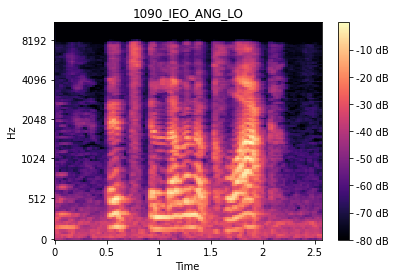 1090_IEO_ANG_LO
8192
4096
2048
1024
512
0
Hz
0
0.5
1
1.5
2
2.5
Time
-10 dB
-20 dB
-30 dB
-40 dB
-50 dB
-60 dB
-70 dB
-80 dB